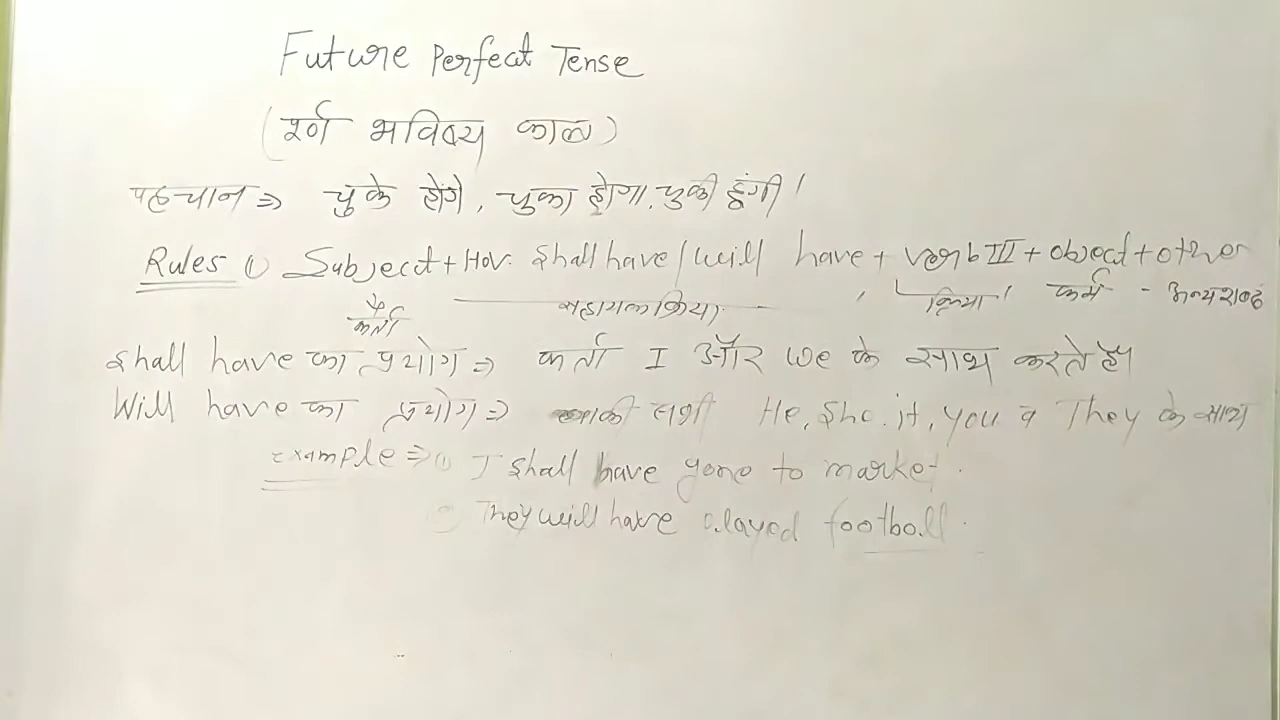 Future Perfect Tense
(पूर्ण भविष्य काल)
पहचान ⇒ चुके होंगे, चुका होगा, चुकी हूंगी।
Rules ① Subject + H.v. Shall have / will have + verb III + object + other
कर्ता सहायक क्रिया क्रिया कर्म - अन्य शब्द
Shall have का प्रयोग ⇒ कर्ता I और We के साथ करते है।
Will have का प्रयोग ⇒ बाकी सभी He, She. it, you व They के साथ
Example ⇒ ① I Shall have gone to market.
② They will have played football.